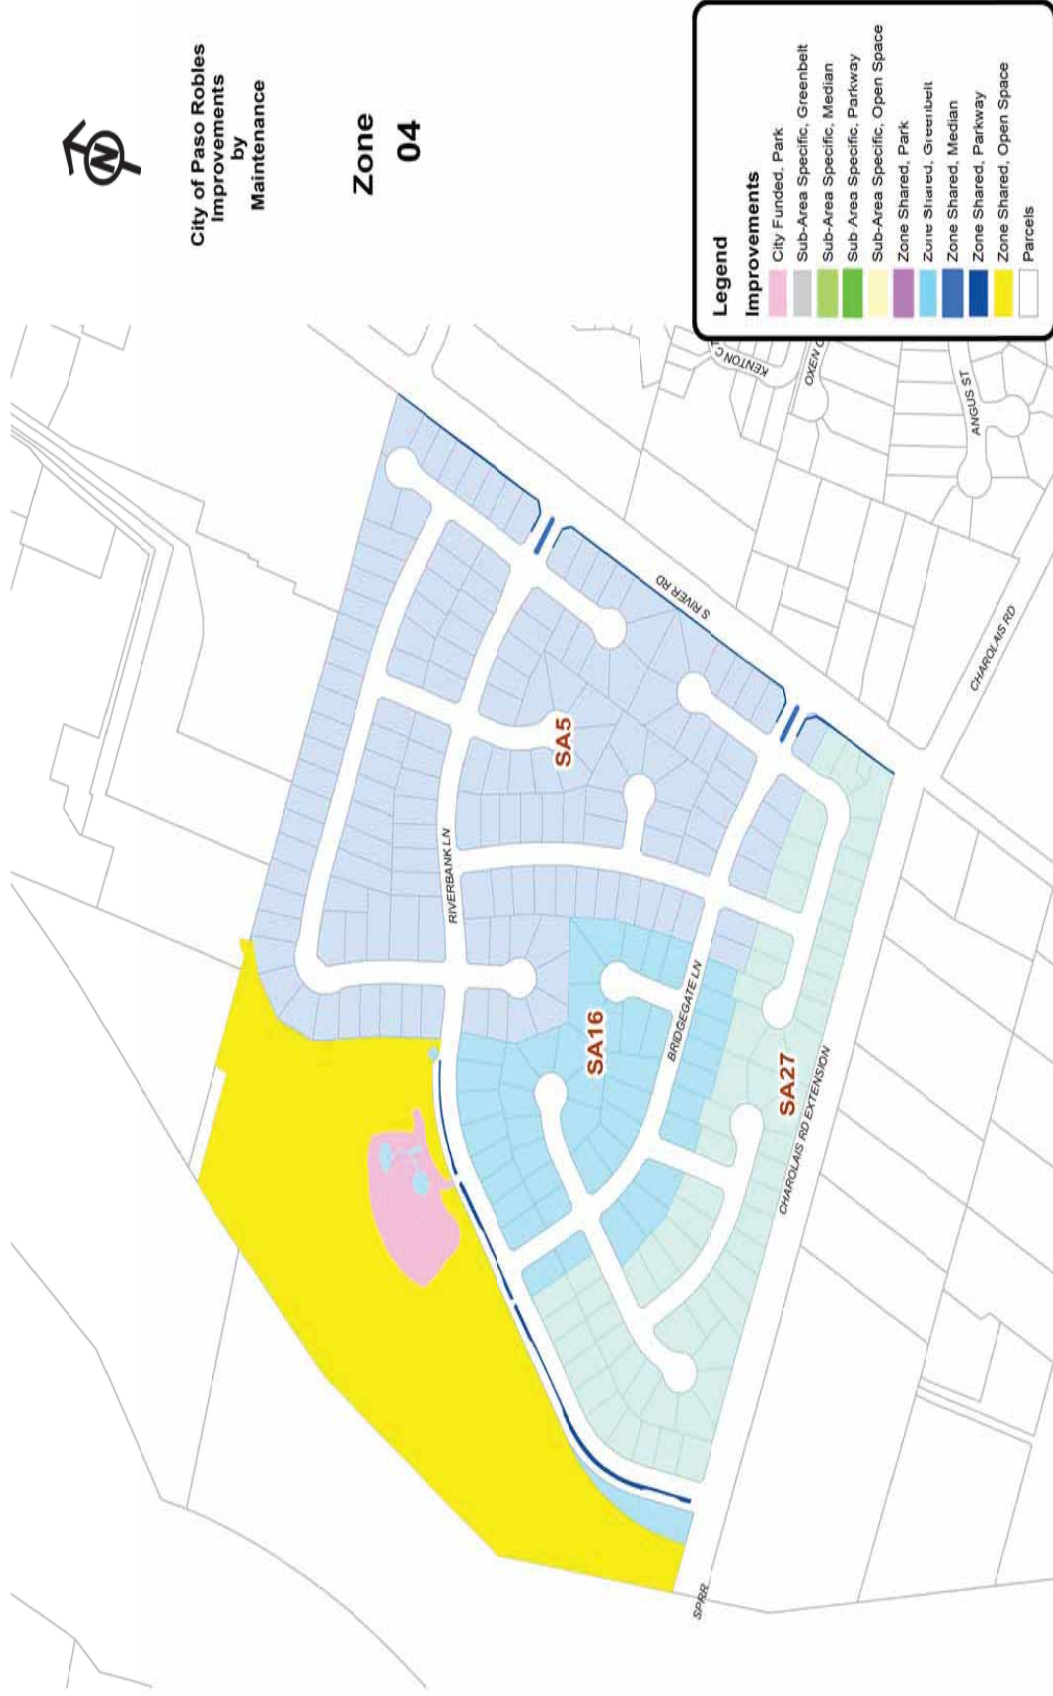 N
City of Paso Robles
Improvements
by
Maintenance
Zone
04
Legend
Improvements
City Funded, Park
Sub-Area Specific, Greenbelt
Sub-Area Specific, Median
Sub-Area Specific, Parkway
Sub-Area Specific, Open Space
Zone Shared, Park
Zone Shared, Greenbelt
Zone Shared, Median
Zone Shared, Parkway
Zone Shared, Open Space
Parcels
KENTON C
OXEN C
ANGUS ST
S RIVER RD
CHAROLAIS RD
SA5
RIVERBANK LN
SA16
BRIDGEGATE LN
SA27
CHAROLAIS RD EXTENSION
SPRR